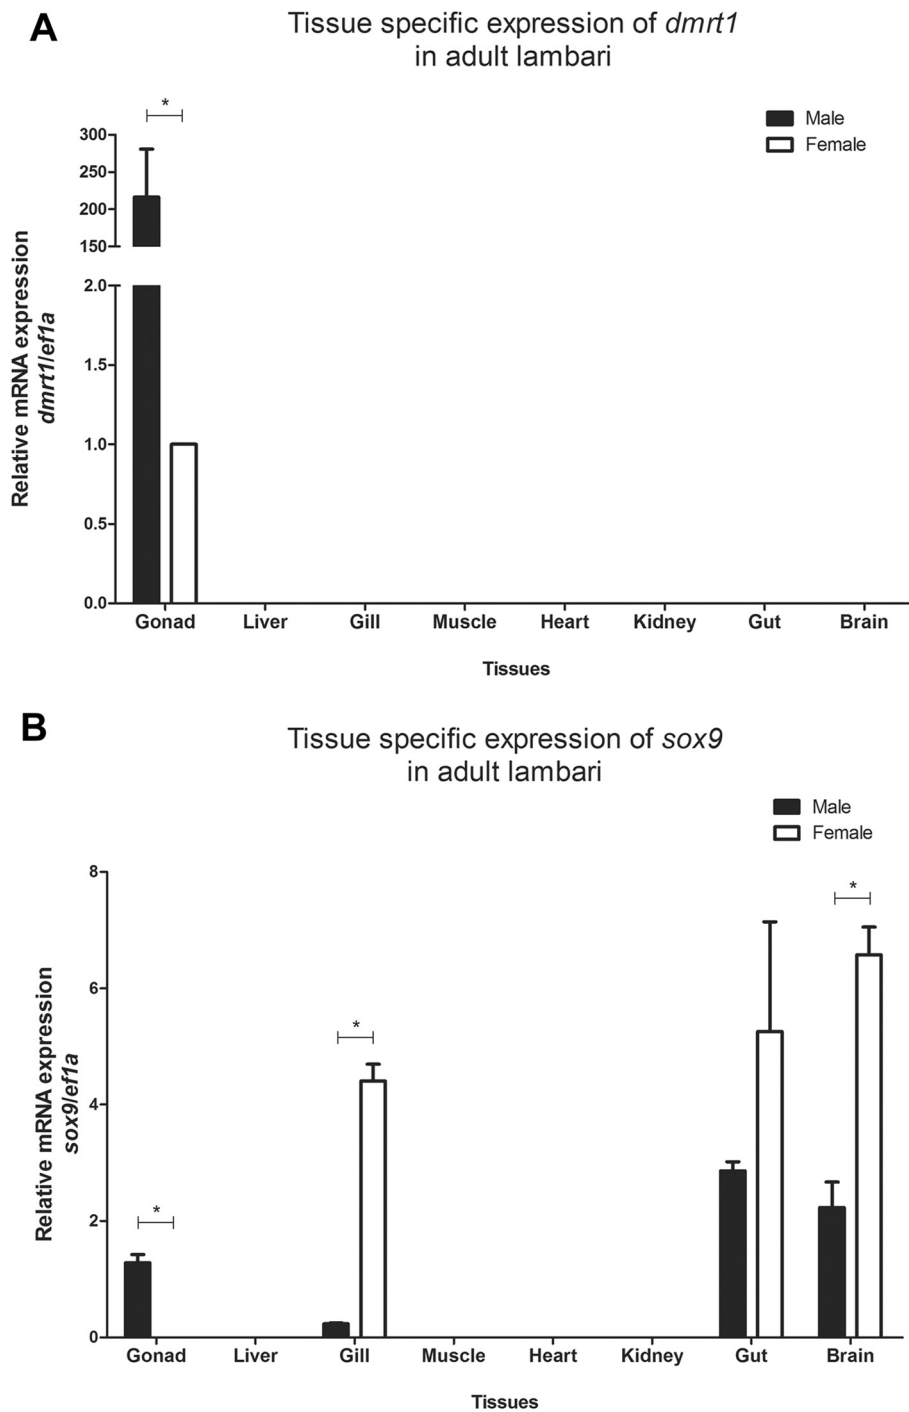 A
Tissue specific expression of dmrt1
in adult lambari
*
Male
Female
300
250
200
150
2.0
1.5
1.0
0.5
0.0
Relative mRNA expression
dmrt1/ef1a
Gonad Liver Gill Muscle Heart Kidney Gut Brain
Tissues
B
Tissue specific expression of sox9
in adult lambari
Male
Female
8
6
4
2
0
Relative mRNA expression
sox9/ef1a
*
*
*
Gonad Liver Gill Muscle Heart Kidney Gut Brain
Tissues